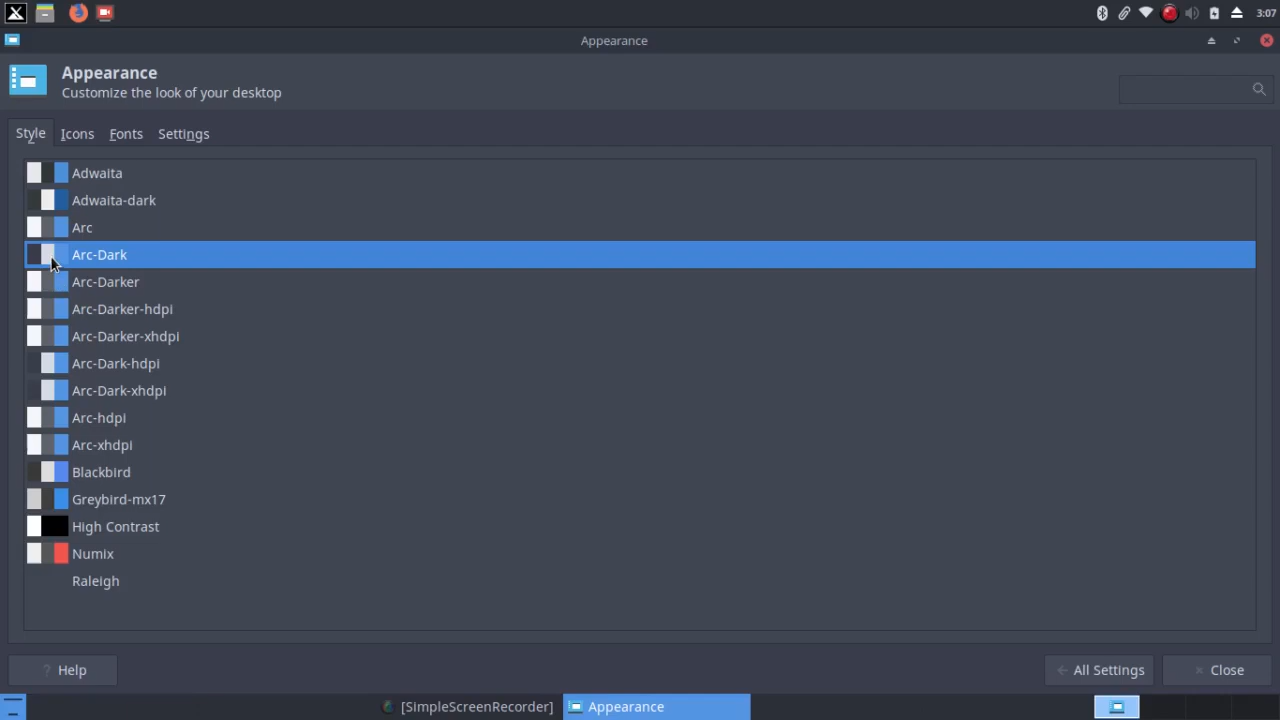 3:07
Appearance
Appearance
Customize the look of your desktop
Style Icons Fonts Settings
Adwaita
Adwaita-dark
Arc
Arc-Dark
Arc-Darker
Arc-Darker-hdpi
Arc-Darker-xhdpi
Arc-Dark-hdpi
Arc-Dark-xhdpi
Arc-hdpi
Arc-xhdpi
Blackbird
Greybird-mx17
High Contrast
Numix
Raleigh
? Help All Settings Close
[SimpleScreenRecorder] Appearance